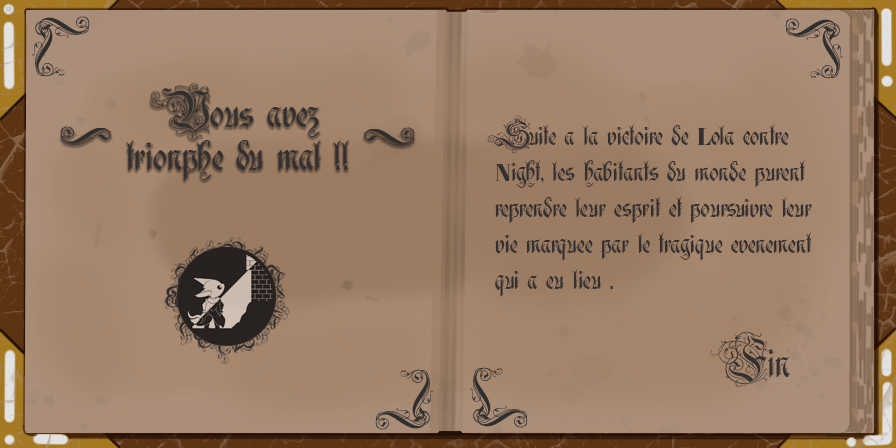 Vous avez
trionphe du mal !!
Suite a la victoire de Lola contre
Night, les habitants du monde purent
reprendre leur esprit et poursuivre leur
vie marquee par le tragique evenement
qui a eu lieu .
Fin